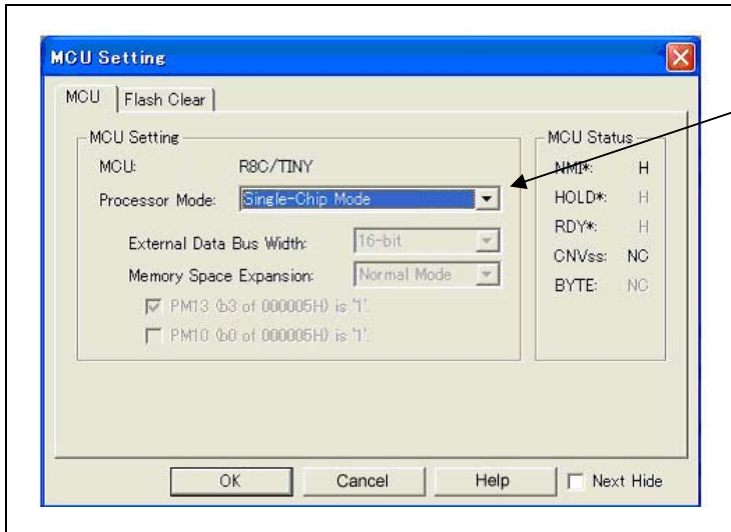 MCU Setting
MCU
Flash Clear
MCU Setting
MCU: R8C/TINY
Processor Mode: Single-Chip Mode
External Data Bus Width: 16-bit
Memory Space Expansion: Normal Mode
PM13 (b3 of 000005H) is '1'.
PM10 (b0 of 000005H) is '1'.
MCU Status
NMI*: H
HOLD*: H
RDY*: H
CNVss: NC
BYTE: NC
OK
Cancel
Help
Next Hide